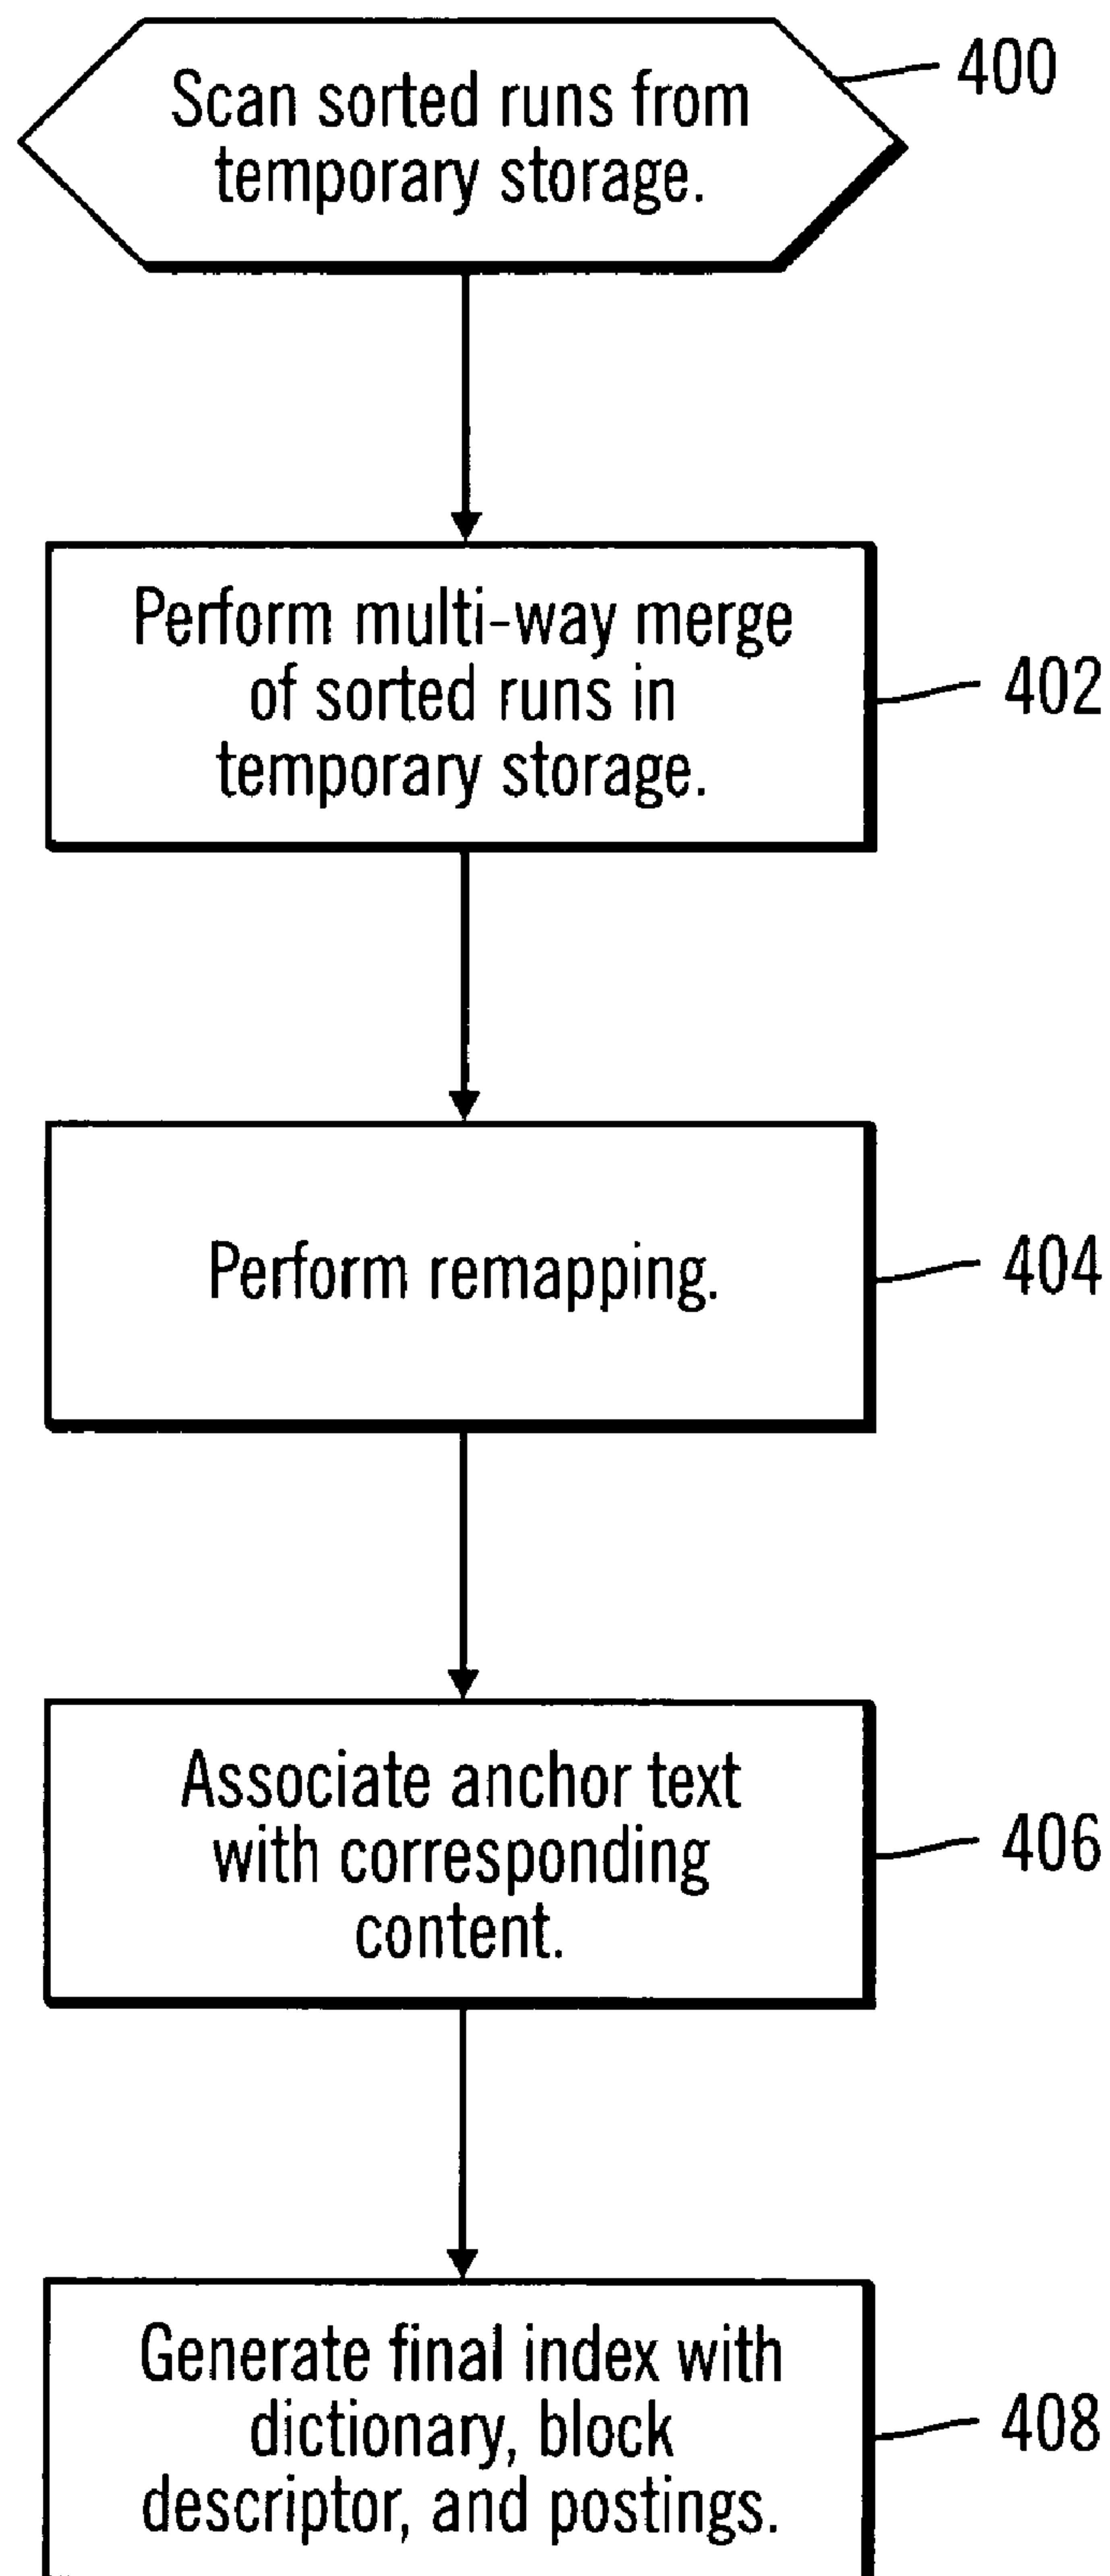 Scan sorted runs from
temporary storage.
400
Perform multi-way merge
of sorted runs in
temporary storage.
402
Perform remapping.
404
Associate anchor text
with corresponding
content.
406
Generate final index with
dictionary, block
descriptor, and postings.
408